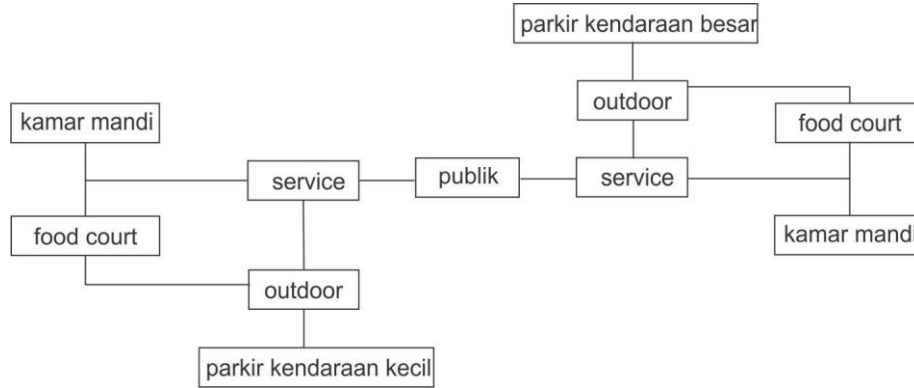 parkir kendaraan besar
outdoor
kamar mandi
food court
service
publik
service
food court
kamar mandi
outdoor
parkir kendaraan kecil